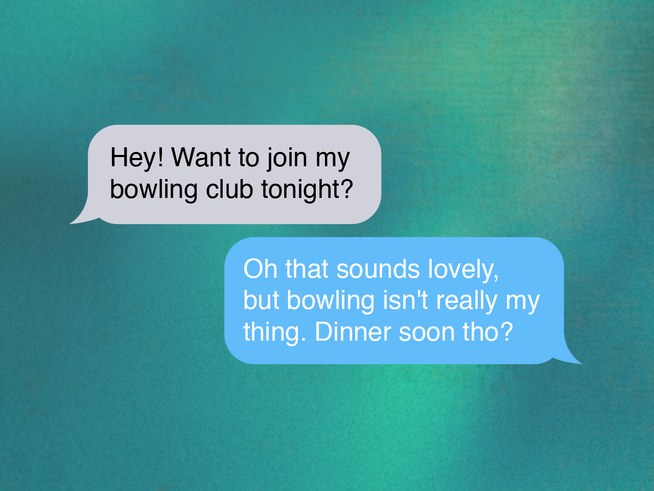 Hey! Want to join my
bowling club tonight?
Oh that sounds lovely,
but bowling isn't really my
thing. Dinner soon tho?